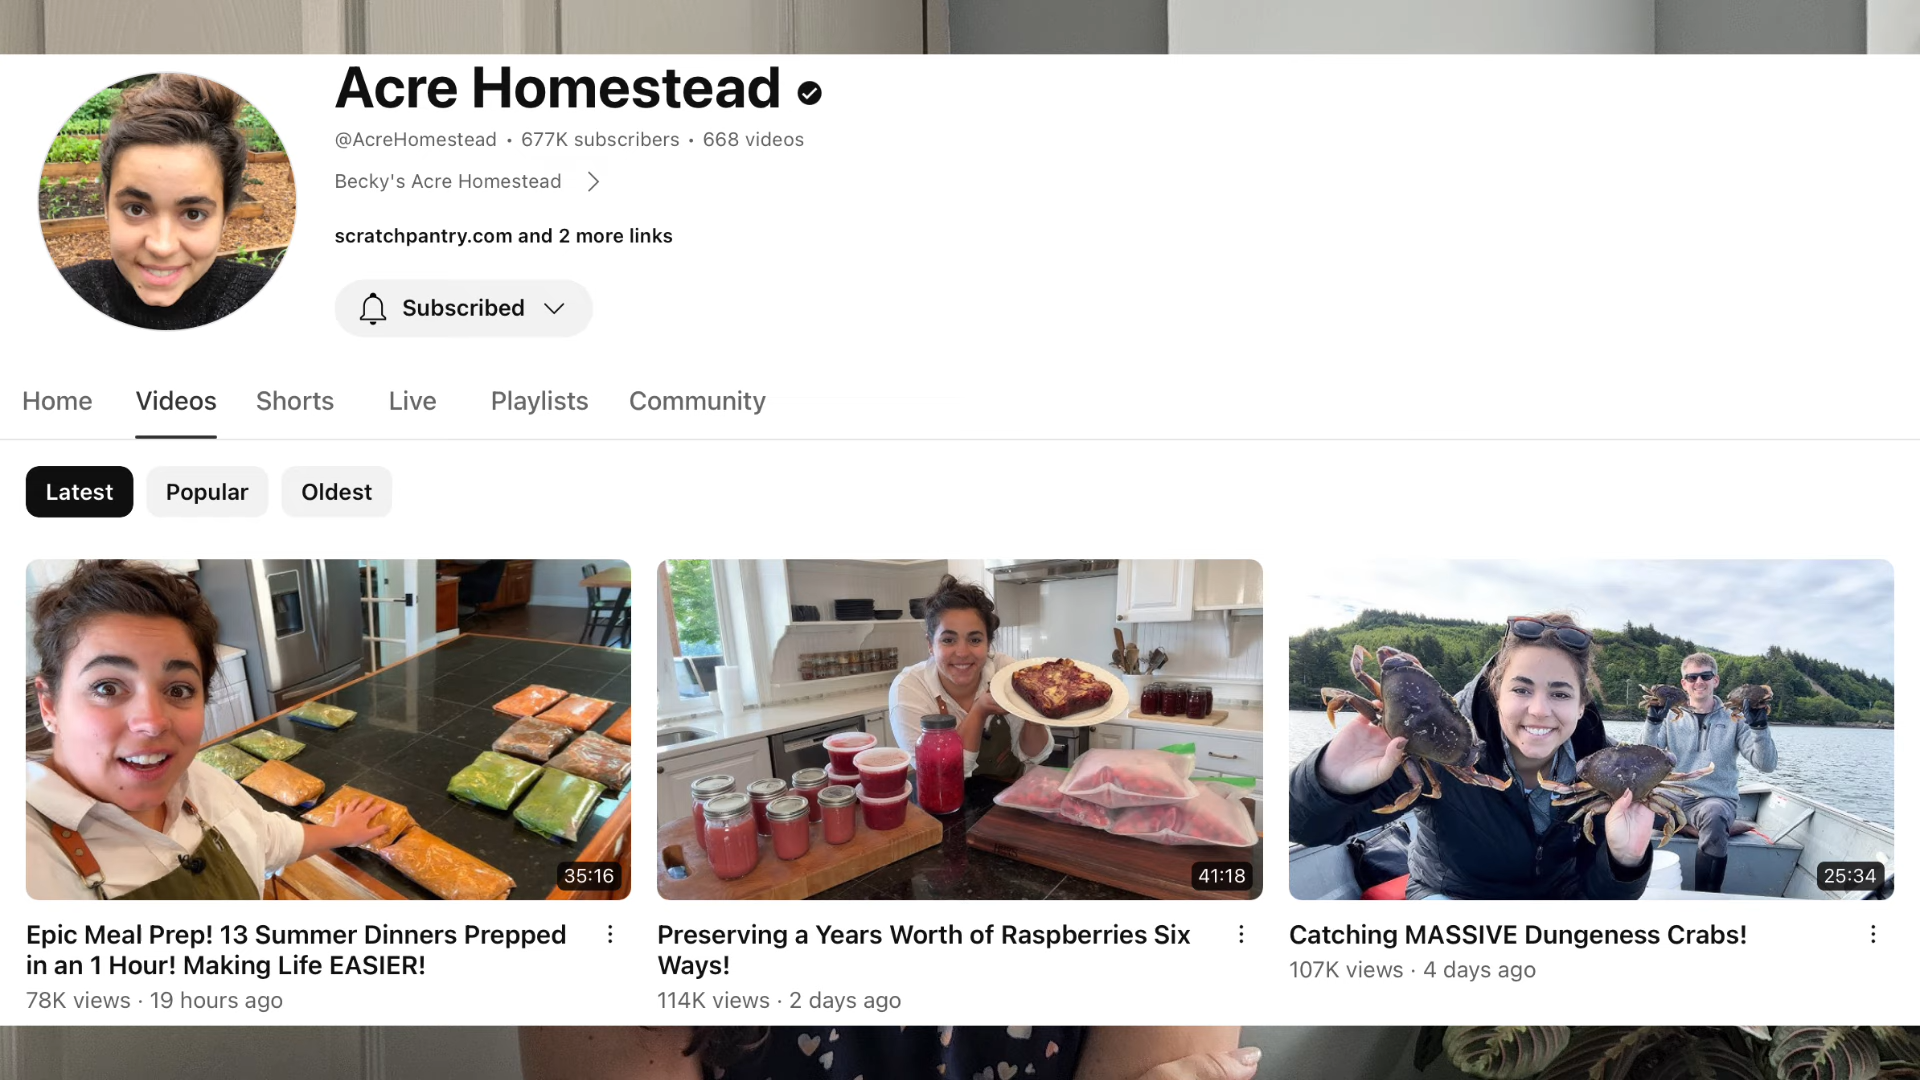 Acre Homestead
@AcreHomestead • 677K subscribers • 668 videos
Becky's Acre Homestead
scratchpantry.com and 2 more links
Subscribed
Home Videos Shorts Live Playlists Community
Latest Popular Oldest
35:16 41:18 25:34
Epic Meal Prep! 13 Summer Dinners Prepped
in an 1 Hour! Making Life EASIER!
78K views · 19 hours ago
Preserving a Years Worth of Raspberries Six
Ways!
114K views · 2 days ago
Catching MASSIVE Dungeness Crabs!
107K views · 4 days ago